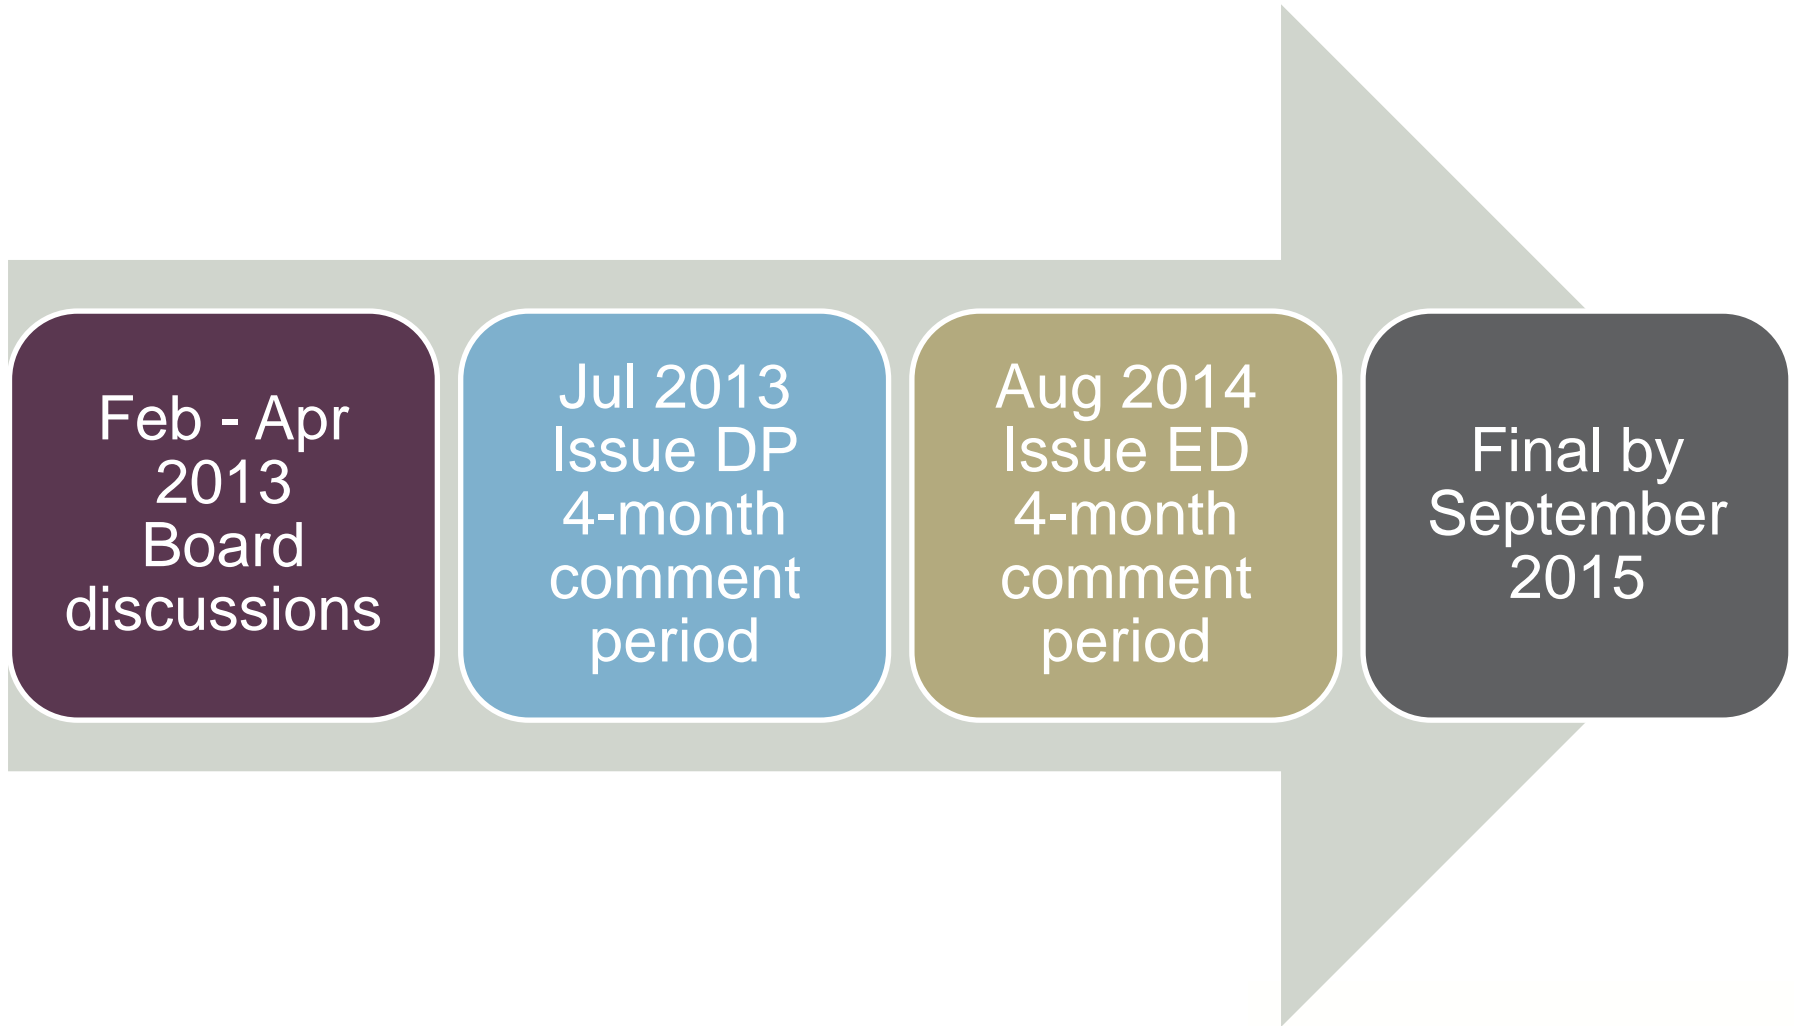 Feb - Apr
2013
Board
discussions
Jul 2013
Issue DP
4-month
comment
period
Aug 2014
Issue ED
4-month
comment
period
Final by
September
2015